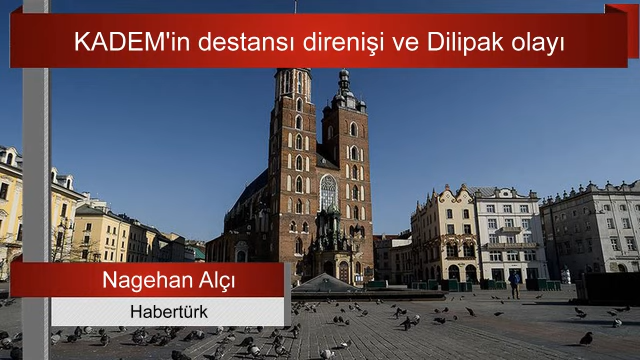 KADEM'in destansı direnişi ve Dilipak olayı
Nagehan Alçı
Habertürk